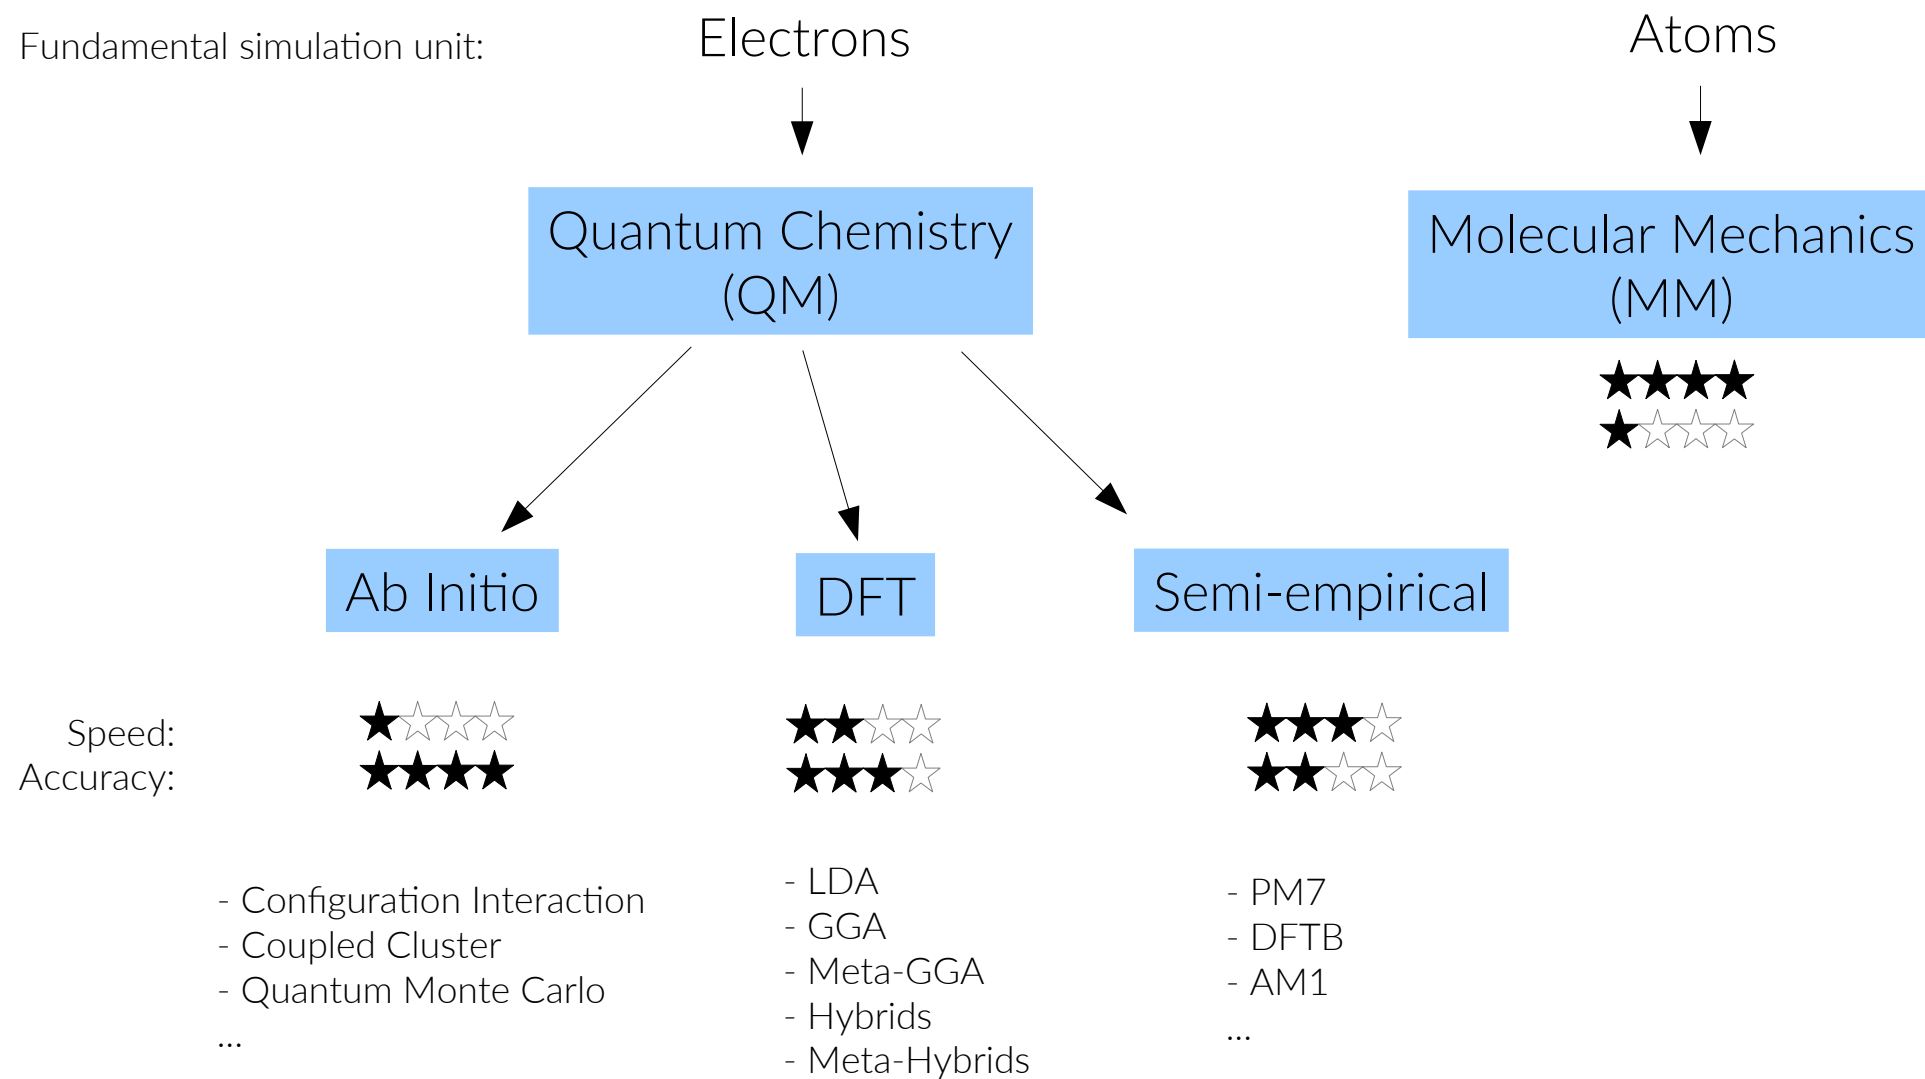 Fundamental simulation unit:
Electrons
Atoms
Quantum Chemistry
(QM)
Molecular Mechanics
(MM)
Ab Initio
DFT
Semi-empirical
Speed:
Accuracy:
- Configuration Interaction
- Coupled Cluster
- Quantum Monte Carlo
...
- LDA
- GGA
- Meta-GGA
- Hybrids
- Meta-Hybrids
- PM7
- DFTB
- AM1
...